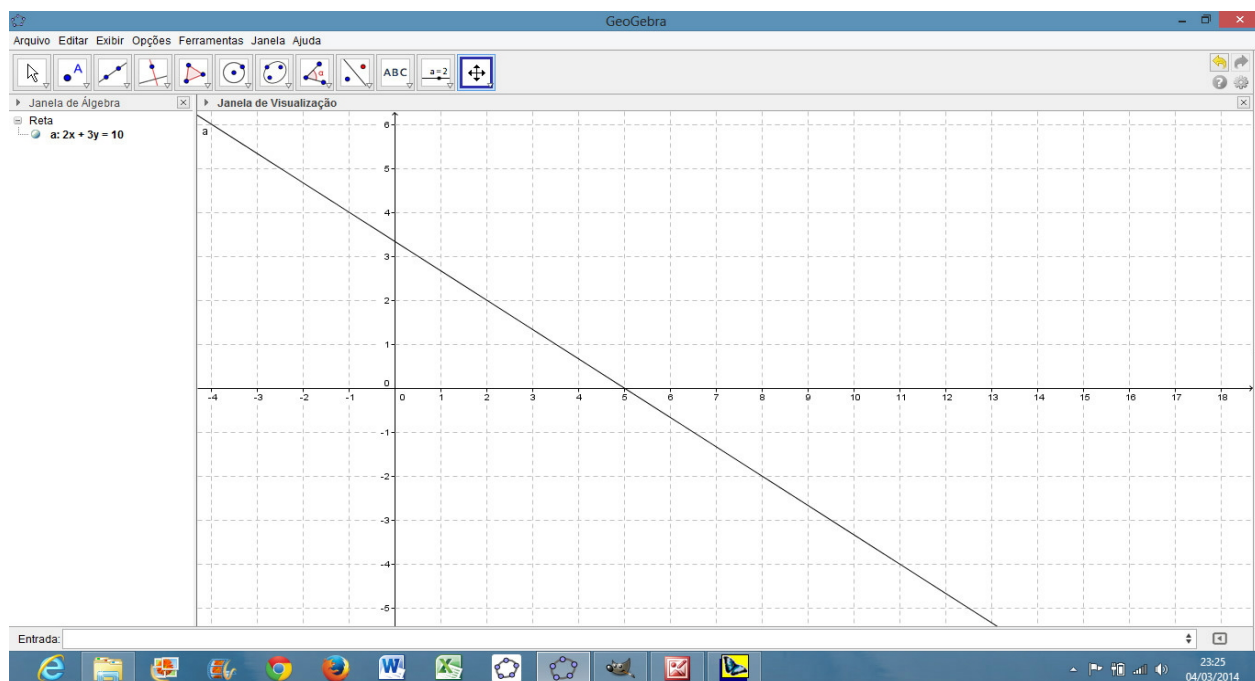 GeoGebra
Arquivo Editar Exibir Opções Ferramentas Janela Ajuda
A
α
ABC
a=2
Janela de Álgebra
Janela de Visualização
Reta
a: 2x + 3y = 10
a
6
5
4
3
2
1
0
-1
-2
-3
-4
-5
-4 -3 -2 -1 0 1 2 3 4 5 6 7 8 9 10 11 12 13 14 15 16 17 18
Entrada:
23:25
04/03/2014